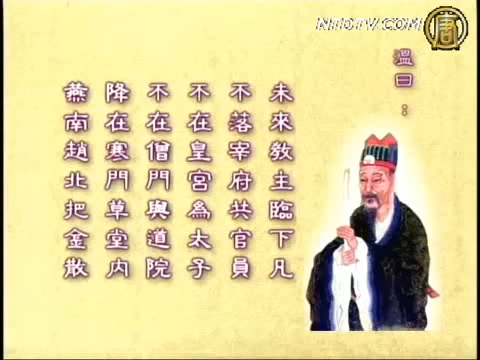 NTDTV.COM
唐
溫曰：
未來教主臨下凡
不落宰府共官員
不在皇宮為太子
不在僧門與道院
降在寒門草堂內
燕南趙北把金散